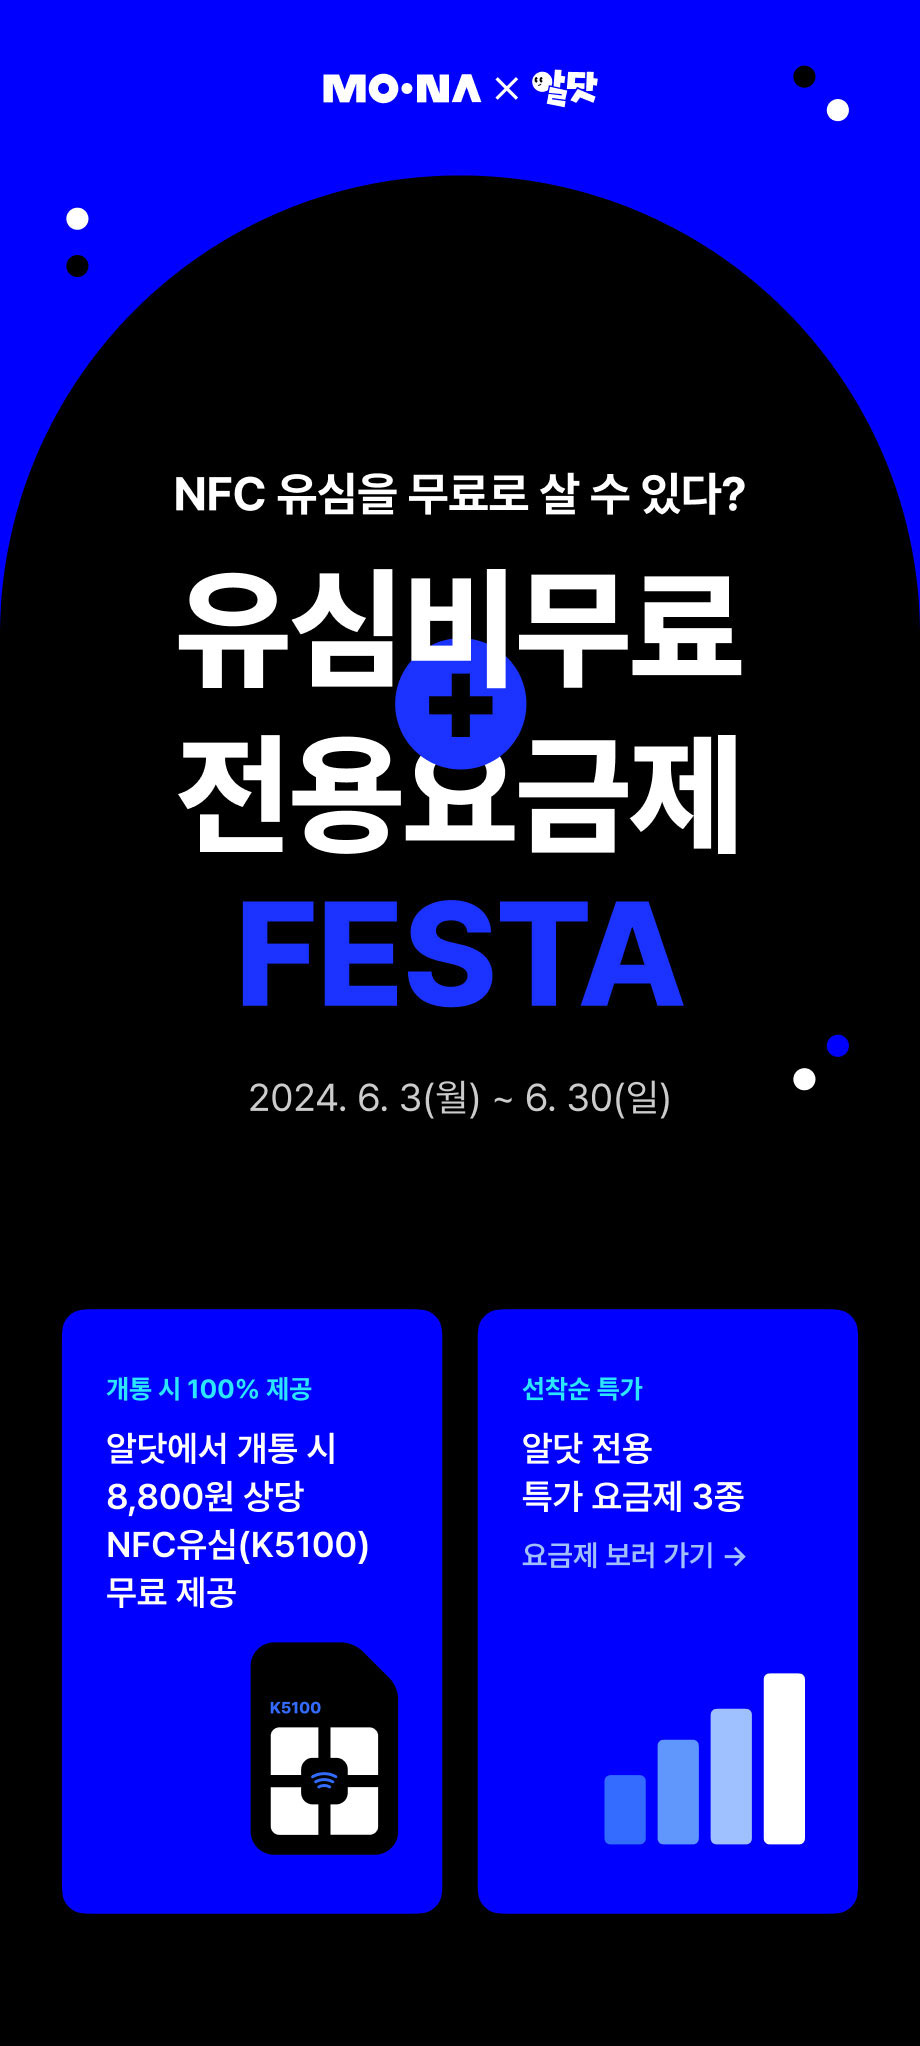 MO·NA × 알닷
NFC 유심을 무료로 살 수 있다?
유심비무료
+
전용요금제
FESTA
2024. 6. 3(월) ~ 6. 30(일)
개통 시 100% 제공
알닷에서 개통 시
8,800원 상당
NFC유심(K5100)
무료 제공
K5100
선착순 특가
알닷 전용
특가 요금제 3종
요금제 보러 가기 →